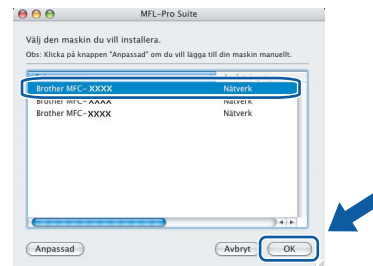 MFL-Pro Suite
Välj den maskin du vill installera.
Obs: Klicka på knappen "Anpassad" om du vill lägga till din maskin manuellt.
Brother MFC-XXXX Nätverk
Brother MFC-XXXX Nätverk
Brother MFC-XXXX Nätverk
Anpassad Avbryt OK